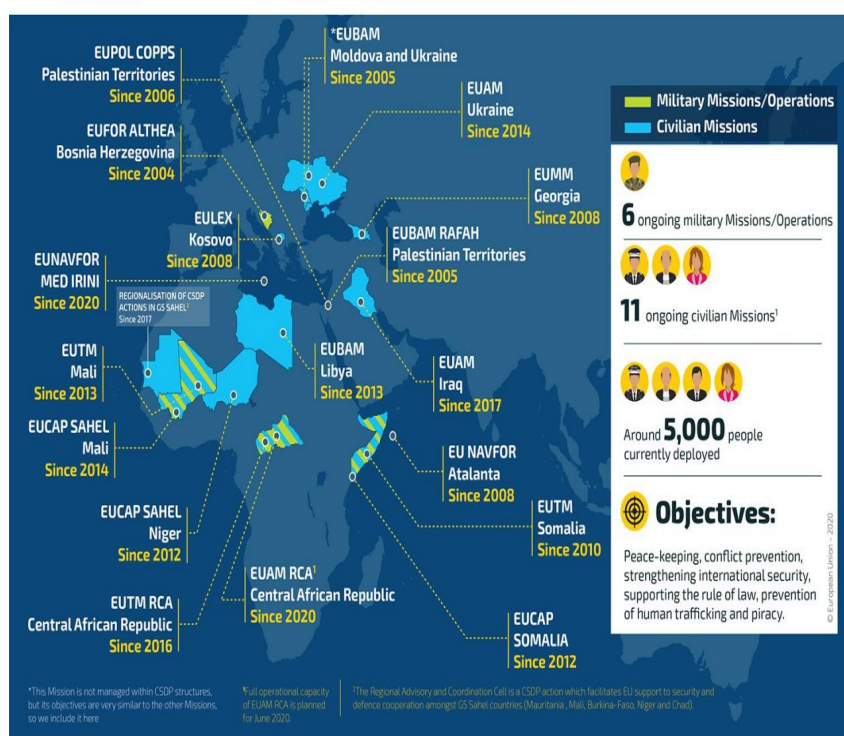 *EUBAM
Moldova and Ukraine
Since 2005
EUPOL COPPS
Palestinian Territories
Since 2006
EUAM
Ukraine
Since 2014
EUFOR ALTHEA
Bosnia Herzegovina
Since 2004
EUMM
Georgia
Since 2008
EULEX
Kosovo
Since 2008
EUBAM RAFAH
Palestinian Territories
Since 2005
EUNAVFOR
MED IRINI
Since 2020
REGIONALISATION OF CSDP
ACTIONS IN G5 SAHEL²
Since 2017
EUTM
Mali
Since 2013
EUBAM
Libya
Since 2013
EUAM
Iraq
Since 2017
EUCAP SAHEL
Mali
Since 2014
EU NAVFOR
Atalanta
Since 2008
EUCAP SAHEL
Niger
Since 2012
EUTM
Somalia
Since 2010
EUAM RCA¹
Central African Republic
Since 2020
EUTM RCA
Central African Republic
Since 2016
EUCAP
SOMALIA
Since 2012
Military Missions/Operations
Civilian Missions
6 ongoing military Missions/Operations
11 ongoing civilian Missions¹
Around 5,000 people
currently deployed
Objectives:
Peace-keeping, conflict prevention,
strengthening international security,
supporting the rule of law, prevention
of human trafficking and piracy.
© European Union - 2020
*This Mission is not managed within CSDP structures,
but its objectives are very similar to the other Missions,
so we include it here
¹Full operational capacity
of EUAM RCA is planned
for June 2020.
²The Regional Advisory and Coordination Cell is a CSDP action which facilitates EU support to security and
defence cooperation amongst G5 Sahel countries (Mauritania , Mali, Burkina-Faso, Niger and Chad).